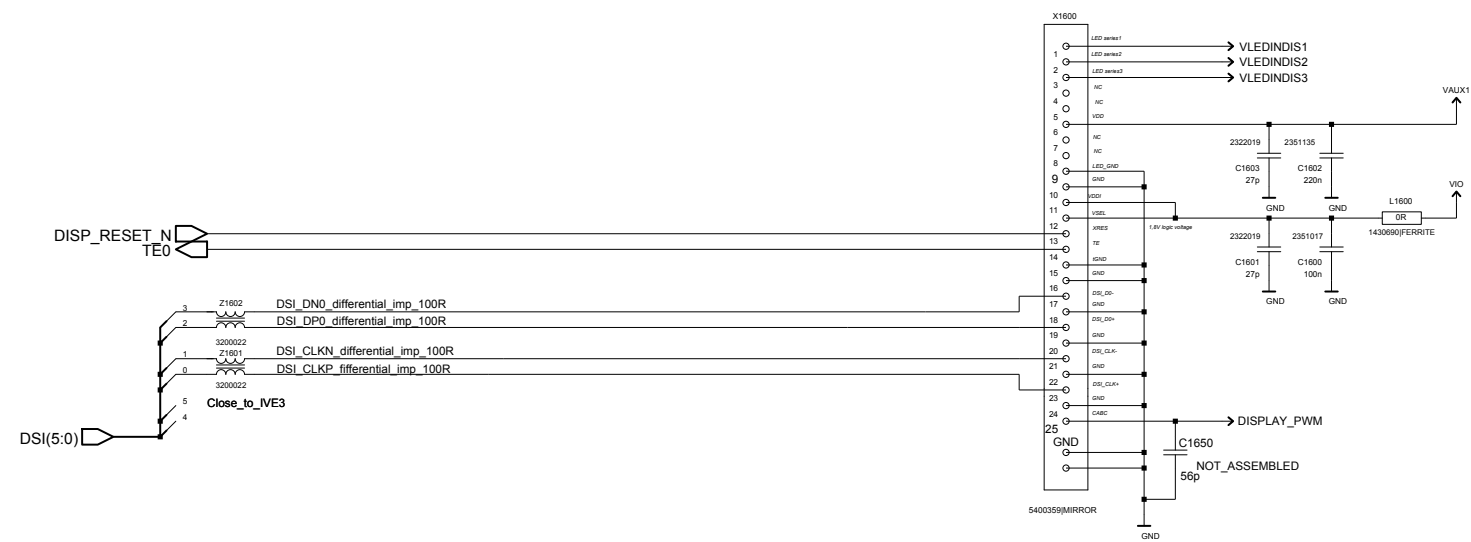 X1600
LED series1
1
VLEDINDIS1
LED series2
2
VLEDINDIS2
LED series3
3
VLEDINDIS3
NC
4
NC
5
VDD
VAUX1
6
NC
7
NC
8
LED_GND
2322019
C1603
27p
GND
2351135
C1602
220n
GND
9
GND
10
VDDI
11
VSEL
VIO
L1600
0R
1430690|FERRITE
DISP_RESET_N
12
XRES
1,8V logic voltage
TE0
13
TE
14
IGND
15
GND
2322019
C1601
27p
GND
2351017
C1600
100n
GND
16
DSI_D0-
17
GND
18
DSI_D0+
19
GND
20
DSI_CLK-
21
GND
22
DSI_CLK+
23
GND
24
CABC
25
GND
3
Z1602
DSI_DN0_differential_imp_100R
2
DSI_DP0_differential_imp_100R
3200022
1
Z1601
DSI_CLKN_differential_imp_100R
0
DSI_CLKP_fifferential_imp_100R
3200022
5
Close_to_IVE3
4
DSI(5:0)
DISPLAY_PWM
C1650
NOT_ASSEMBLED
56p
5400359|MIRROR
GND